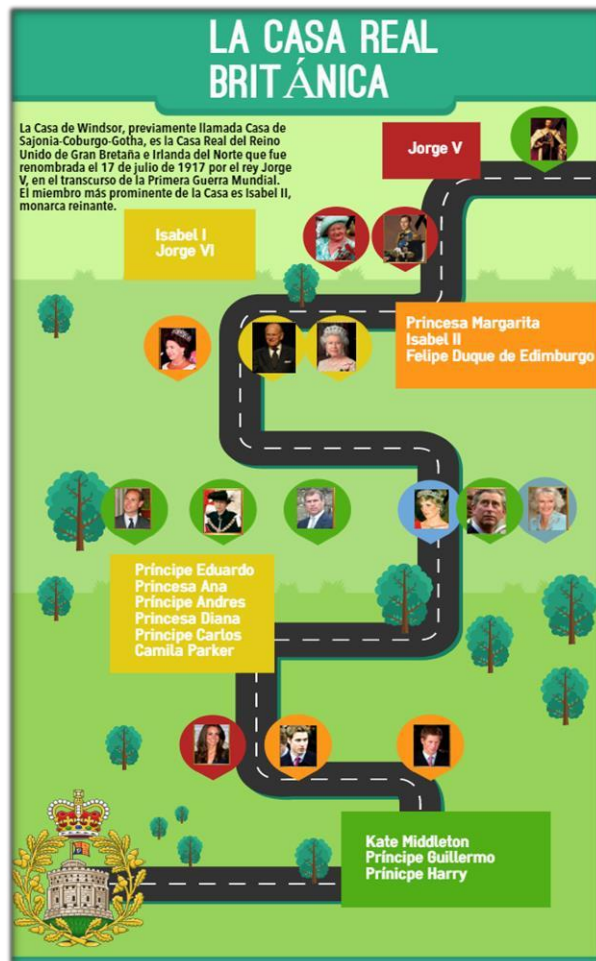 LA CASA REAL
BRITÁNICA
La Casa de Windsor, previamente llamada Casa de
Sajonia-Coburgo-Gotha, es la Casa Real del Reino
Unido de Gran Bretaña e Irlanda del Norte que fue
renombrada el 17 de julio de 1917 por el rey Jorge
V, en el transcurso de la Primera Guerra Mundial.
El miembro más prominente de la Casa es Isabel II,
monarca reinante.
Jorge V
Isabel I
Jorge VI
Princesa Margarita
Isabel II
Felipe Duque de Edimburgo
Príncipe Eduardo
Princesa Ana
Príncipe Andres
Princesa Diana
Principe Carlos
Camila Parker
Kate Middleton
Príncipe Guillermo
Prínicpe Harry